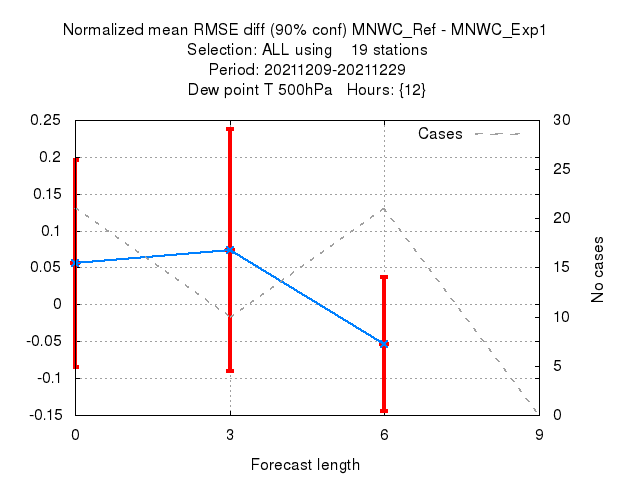 Normalized mean RMSE diff (90% conf) MNWC_Ref - MNWC_Exp1
Selection: ALL using 19 stations
Period: 20211209-20211229
Dew point T 500hPa Hours: {12}
Cases
0.25
0.2
0.15
0.1
0.05
0
-0.05
-0.1
-0.15
30
25
20
15
10
5
0
No cases
0 3 6 9
Forecast length